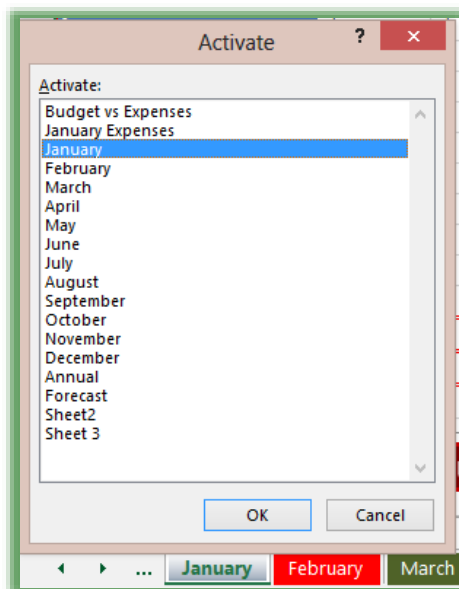 Activate
?
Activate:
Budget vs Expenses
January Expenses
January
February
March
April
May
June
July
August
September
October
November
December
Annual
Forecast
Sheet2
Sheet 3
OK Cancel
... January February March